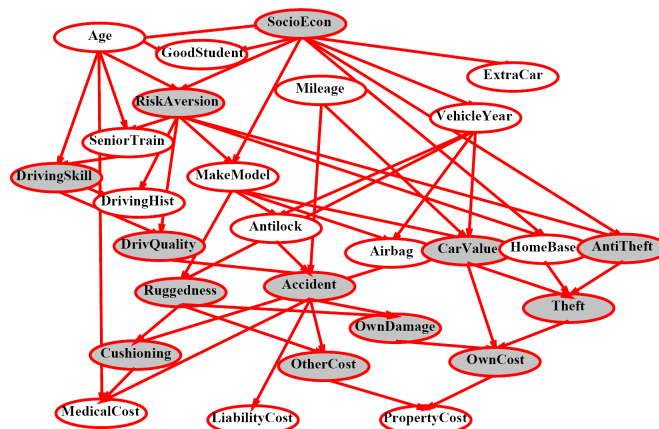 SocioEcon
Age
GoodStudent
ExtraCar
Mileage
RiskAversion
VehicleYear
SeniorTrain
DrivingSkill
MakeModel
DrivingHist
Antilock
DrivQuality
Airbag
CarValue
HomeBase
AntiTheft
Ruggedness
Accident
Theft
OwnDamage
Cushioning
OtherCost
OwnCost
MedicalCost
LiabilityCost
PropertyCost